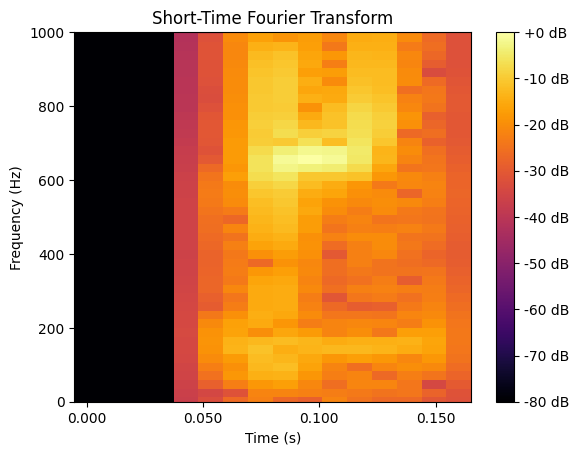 Short-Time Fourier Transform
1000
800
600
400
200
0
Frequency (Hz)
0.000
0.050
0.100
0.150
Time (s)
+0 dB
-10 dB
-20 dB
-30 dB
-40 dB
-50 dB
-60 dB
-70 dB
-80 dB